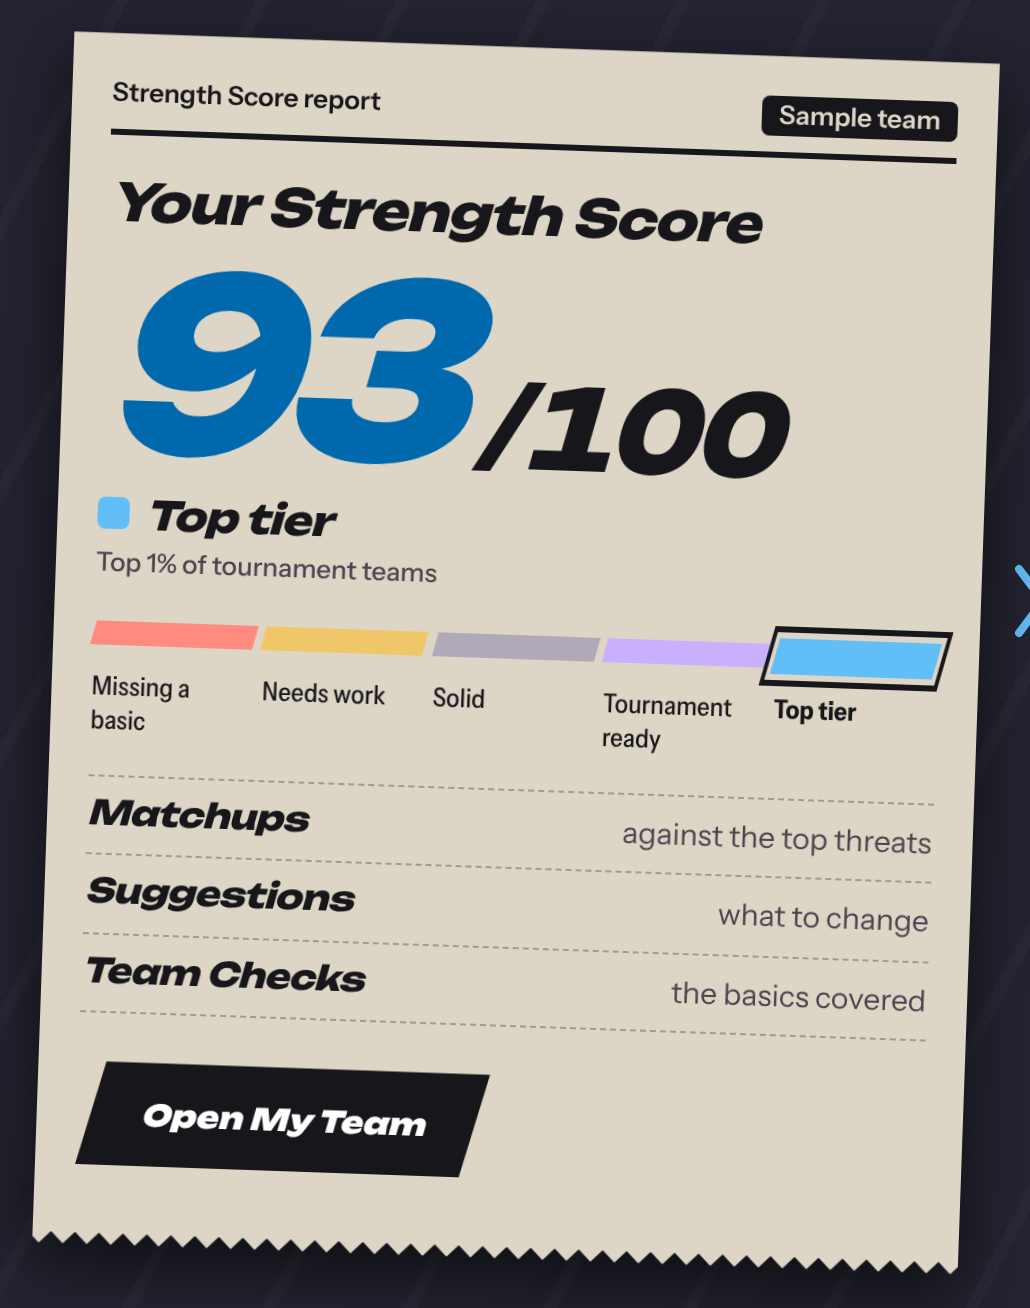 Strength Score report
Sample team
Your Strength Score
93/100
Top tier
Top 1% of tournament teams
Missing a
basic
Needs work
Solid
Tournament
ready
Top tier
Matchups
against the top threats
Suggestions
what to change
Team Checks
the basics covered
Open My Team